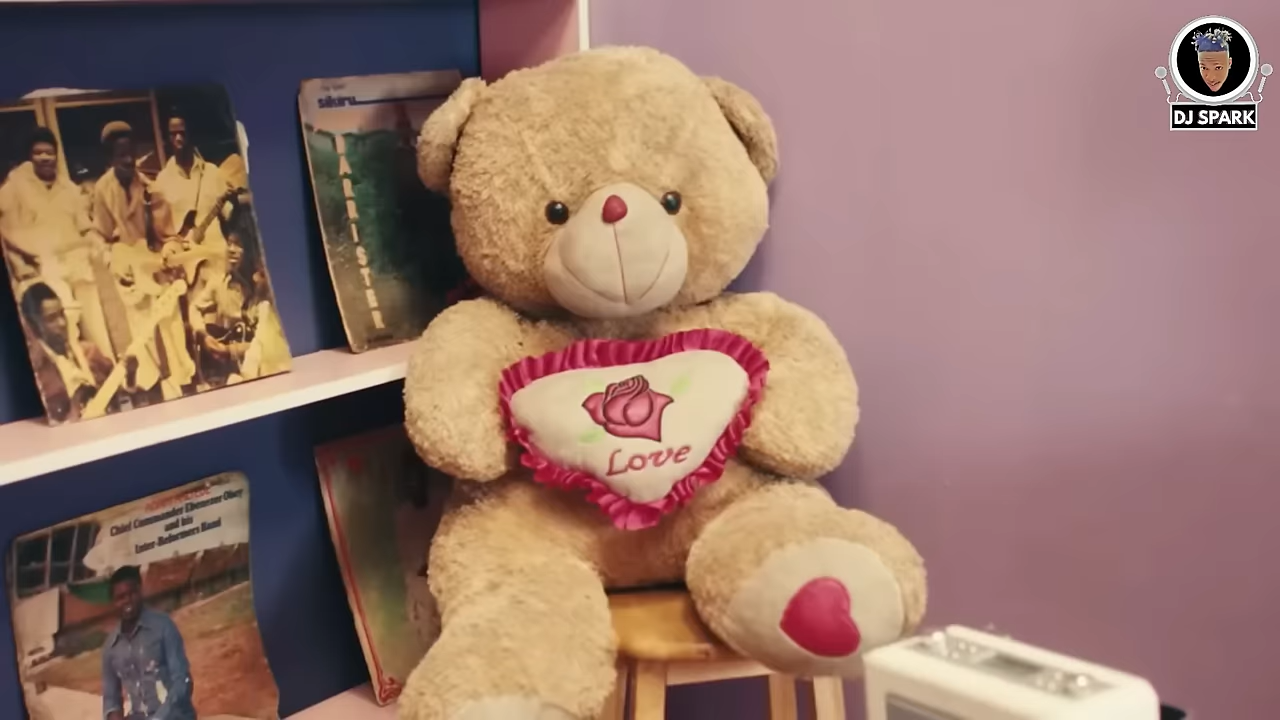 DJ SPARK
sikiru
BARRISTER
Love
Chief Commander Ebenezer Obey
and his
Inter-Reformers Band